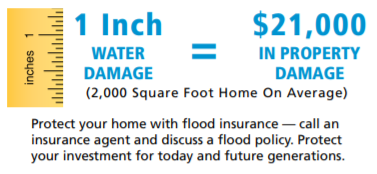 inches 1
1 Inch
WATER
DAMAGE
=
$21,000
IN PROPERTY
DAMAGE
(2,000 Square Foot Home On Average)
Protect your home with flood insurance — call an
insurance agent and discuss a flood policy. Protect
your investment for today and future generations.